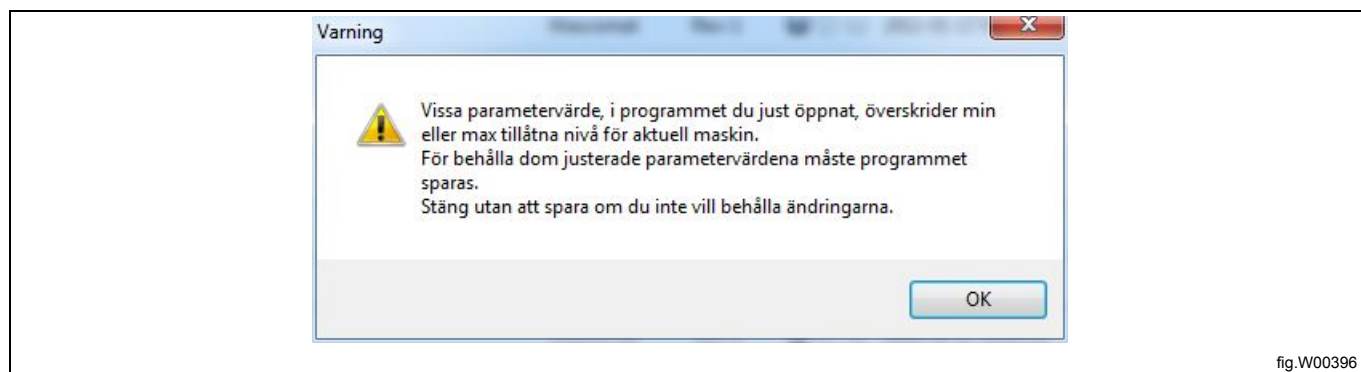 Varning
Vissa parametervärde, i programmet du just öppnat, överskrider min
eller max tillåtna nivå för aktuell maskin.
För behålla dom justerade parametervärdena måste programmet
sparas.
Stäng utan att spara om du inte vill behålla ändringarna.
OK
fig.W00396